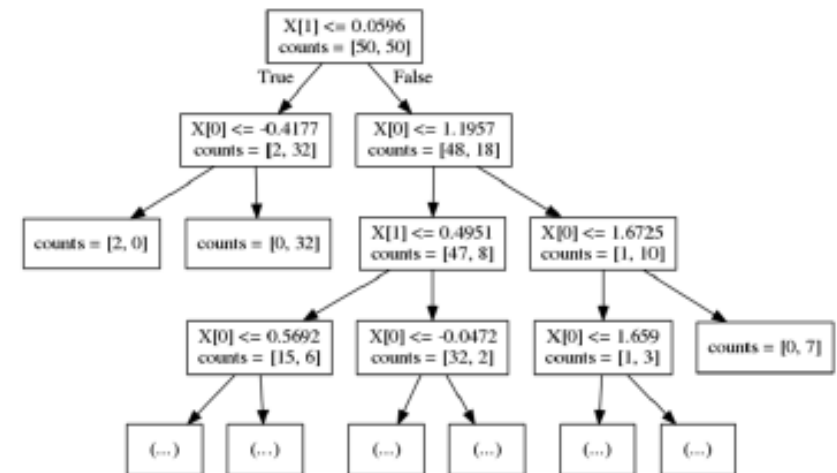 X[1] <= 0.0596
counts = [50, 50]
True
False
X[0] <= -0.4177
counts = [2, 32]
X[0] <= 1.1957
counts = [48, 18]
counts = [2, 0]
counts = [0, 32]
X[1] <= 0.4951
counts = [47, 8]
X[0] <= 1.6725
counts = [1, 10]
X[0] <= 0.5692
counts = [15, 6]
X[0] <= -0.0472
counts = [32, 2]
X[0] <= 1.659
counts = [1, 3]
counts = [0, 7]
(...)
(...)
(...)
(...)
(...)
(...)